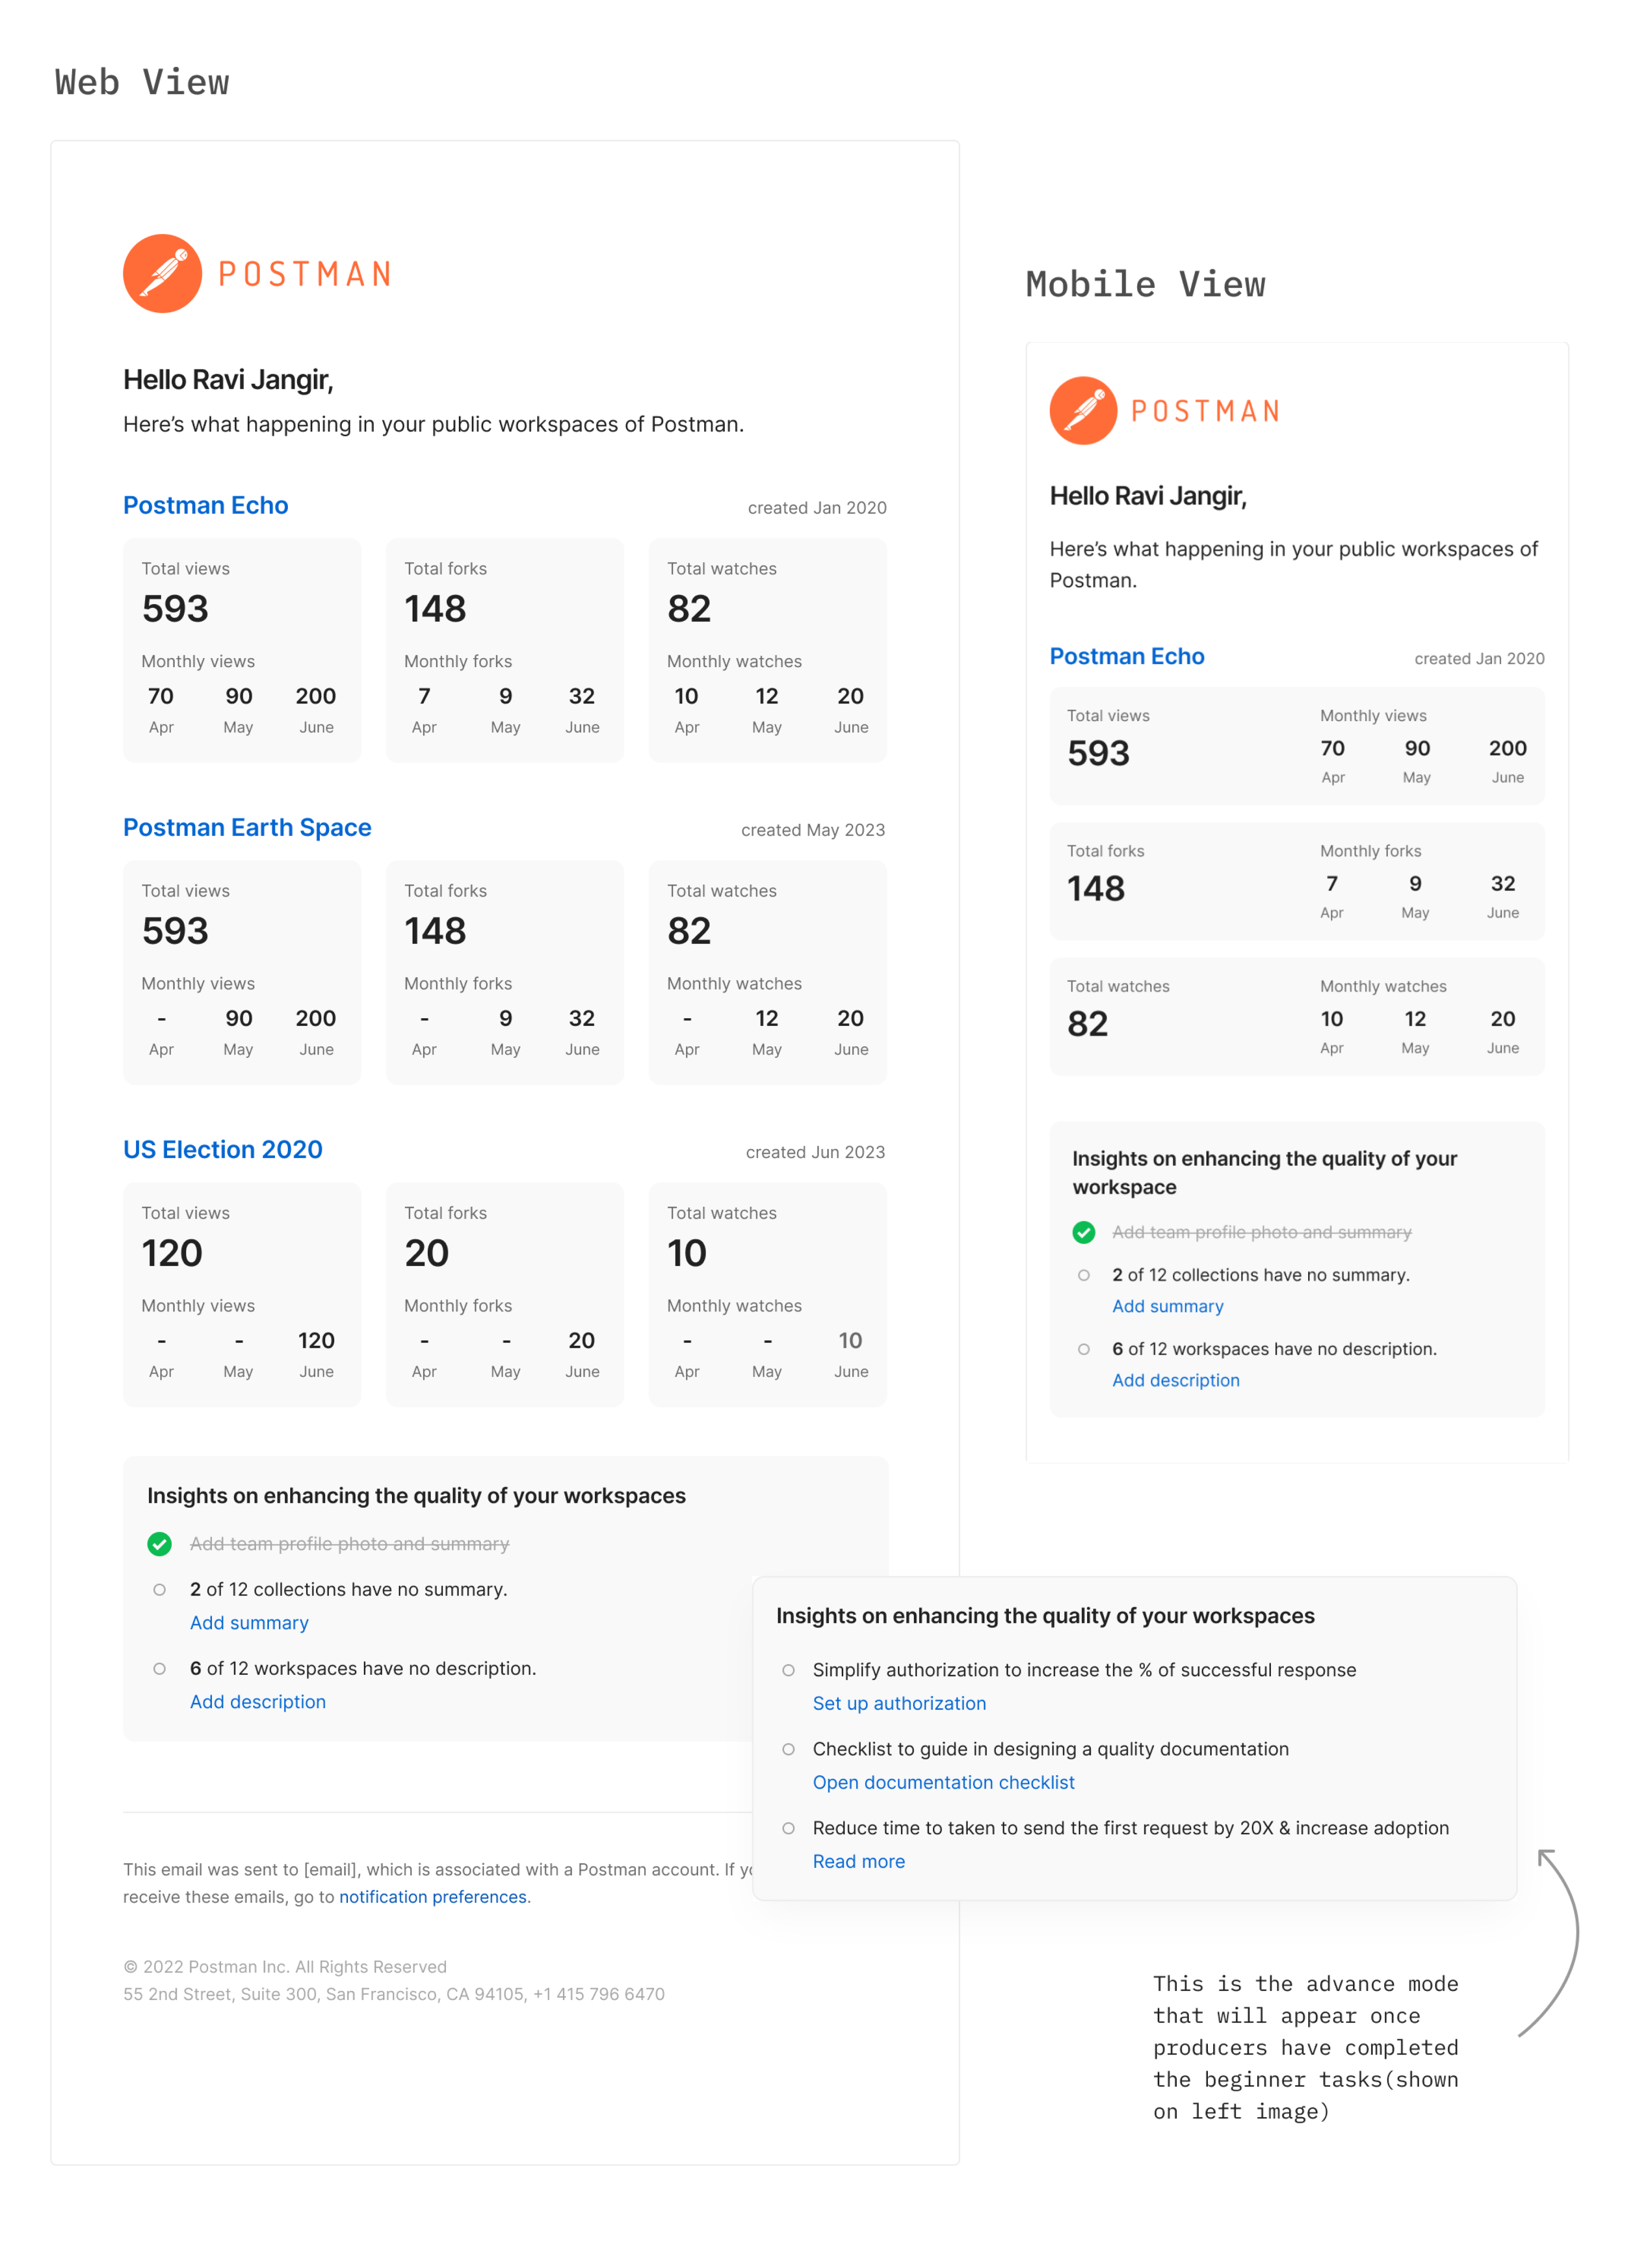 Web View
POSTMAN
Hello Ravi Jangir,
Here’s what happening in your public workspaces of Postman.
Postman Echo created Jan 2020
Total views Total forks Total watches
593 148 82
Monthly views Monthly forks Monthly watches
70 90 200 7 9 32 10 12 20
Apr May June Apr May June Apr May June
Postman Earth Space created May 2023
Total views Total forks Total watches
593 148 82
Monthly views Monthly forks Monthly watches
- 90 200 - 9 32 - 12 20
Apr May June Apr May June Apr May June
US Election 2020 created Jun 2023
Total views Total forks Total watches
120 20 10
Monthly views Monthly forks Monthly watches
- - 120 - - 20 - - 10
Apr May June Apr May June Apr May June
Insights on enhancing the quality of your workspaces
Add team profile photo and summary
2 of 12 collections have no summary.
Add summary
6 of 12 workspaces have no description.
Add description
This email was sent to [email], which is associated with a Postman account. If
receive these emails, go to notification preferences.
© 2022 Postman Inc. All Rights Reserved
55 2nd Street, Suite 300, San Francisco, CA 94105, +1 415 796 6470
Mobile View
POSTMAN
Hello Ravi Jangir,
Here’s what happening in your public workspaces of
Postman.
Postman Echo created Jan 2020
Total views Monthly views
593 70 90 200
Apr May June
Total forks Monthly forks
148 7 9 32
Apr May June
Total watches Monthly watches
82 10 12 20
Apr May June
Insights on enhancing the quality of your
workspace
Add team profile photo and summary
2 of 12 collections have no summary.
Add summary
6 of 12 workspaces have no description.
Add description
Insights on enhancing the quality of your workspaces
Simplify authorization to increase the % of successful response
Set up authorization
Checklist to guide in designing a quality documentation
Open documentation checklist
Reduce time to taken to send the first request by 20X & increase adoption
Read more
This is the advance mode
that will appear once
producers have completed
the beginner tasks(shown
on left image)